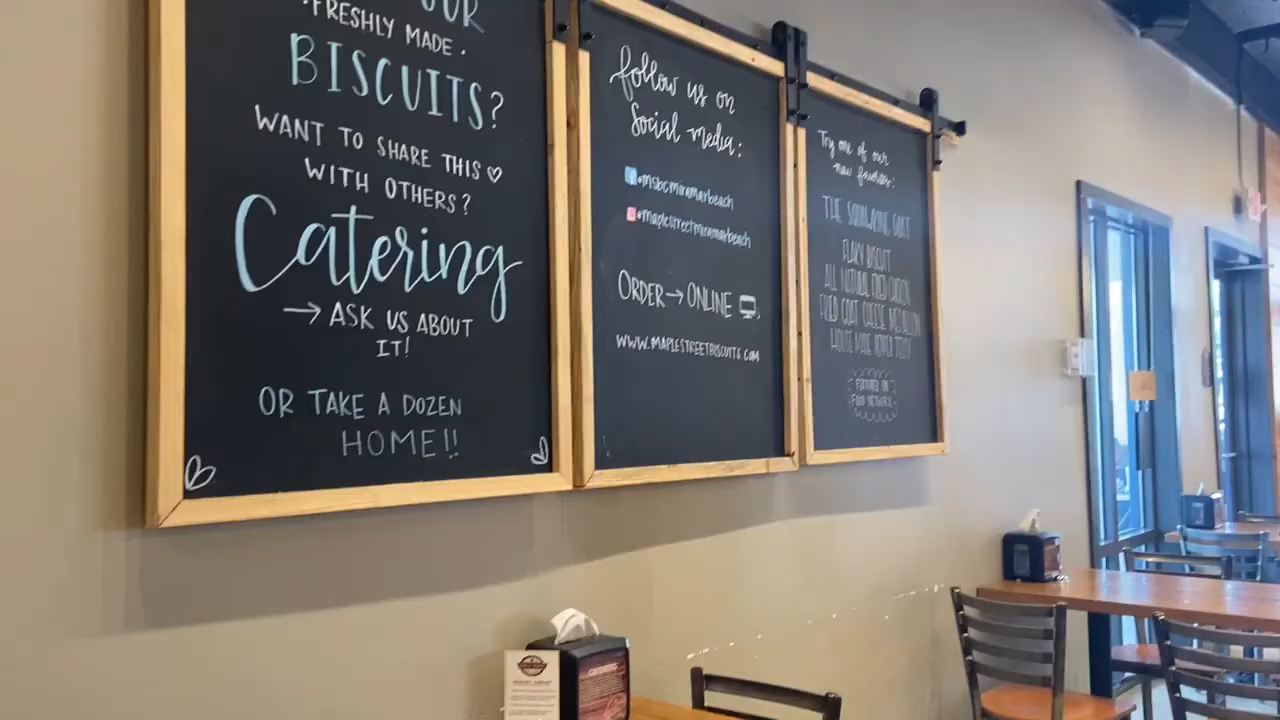 OUR
·FRESHLY MADE·
BISCUITS?
WANT TO SHARE THIS ♡
WITH OTHERS?
Catering
→ ASK US ABOUT
IT!
OR TAKE A DOZEN
HOME!!
follow us on
Social media:
@msbcmiramarbeach
@maplestreetmiramarbeach
ORDER → ONLINE
WWW.MAPLESTREETBISCUITS.COM
Try one of our
new favorites:
THE SQUAWKING GOAT
FLAKY BISCUIT
ALL NATURAL FRIED CHICKEN
FRIED GOAT CHEESE MEDALLION
HOUSE MADE PEPPER JELLY
FEATURED ON
FOOD NETWORK